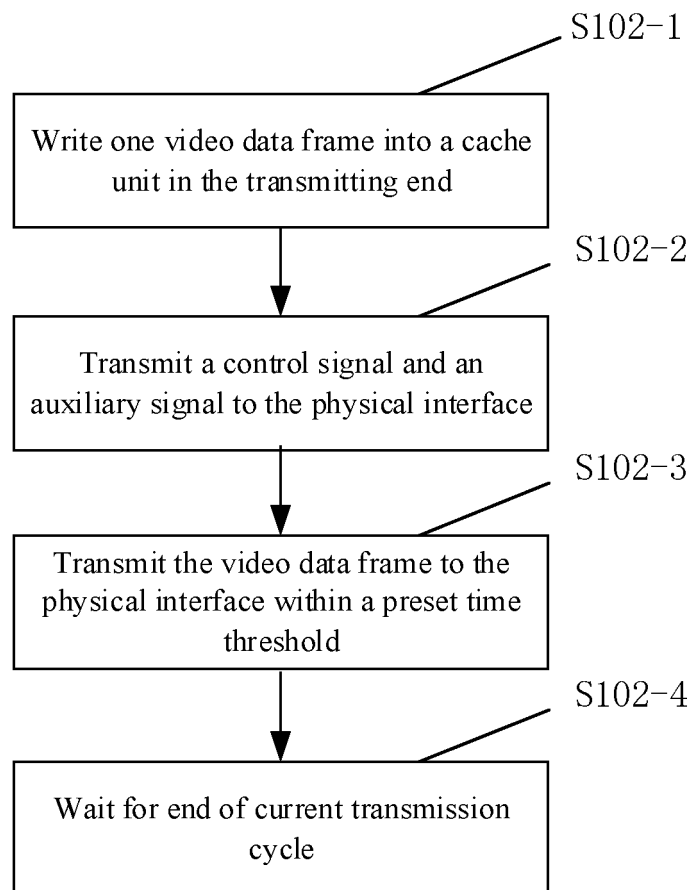 S102-1
Write one video data frame into a cache
unit in the transmitting end
S102-2
Transmit a control signal and an
auxiliary signal to the physical interface
S102-3
Transmit the video data frame to the
physical interface within a preset time
threshold
S102-4
Wait for end of current transmission
cycle